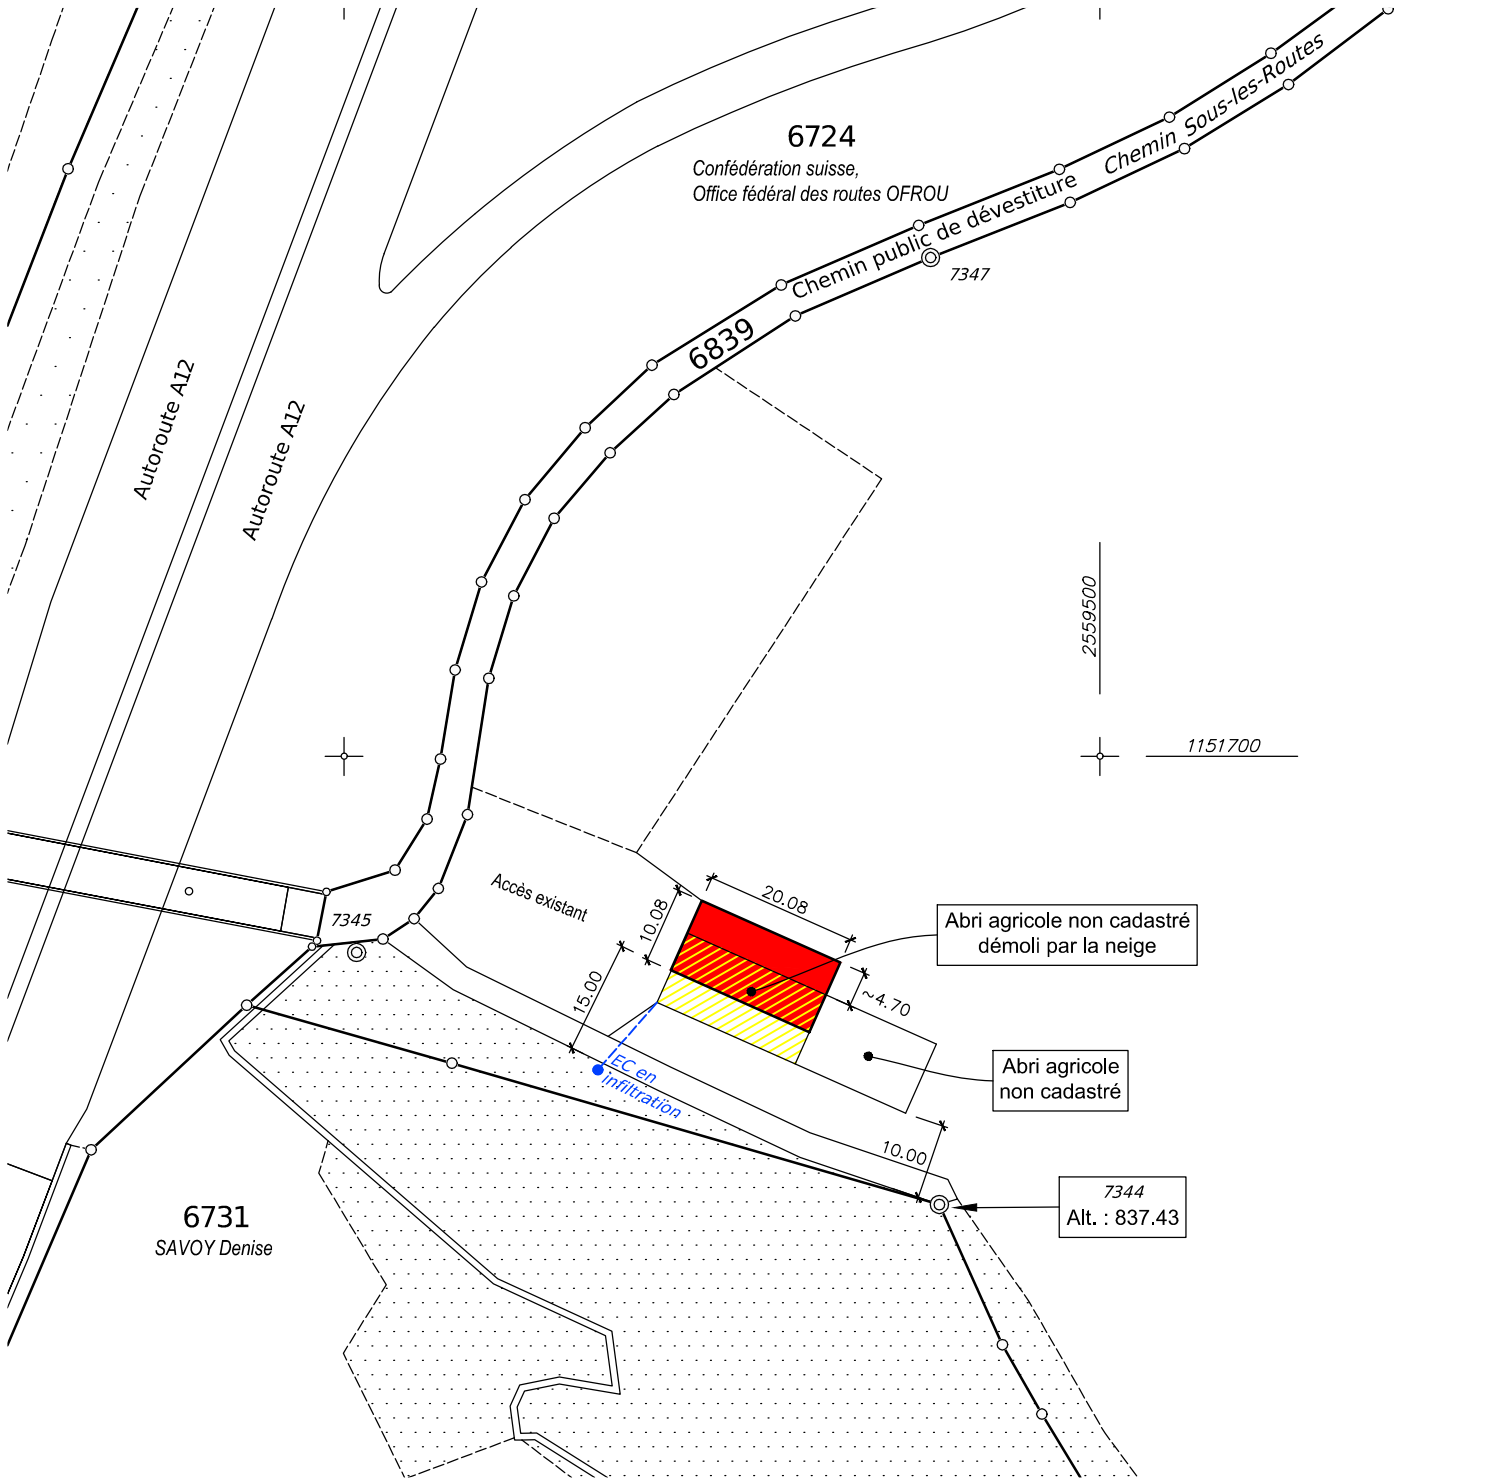 6724
Confédération suisse,
Office fédéral des routes OFROU
Chemin public de dévestiture
Chemin Sous-les-Routes
7347
6839
Autoroute A12
Autoroute A12
2559500
1151700
Accès existant
7345
20.08
10.08
15.00
~4.70
Abri agricole non cadastré
démoli par la neige
Abri agricole
non cadastré
EC en
infiltration
10.00
7344
Alt. : 837.43
6731
SAVOY Denise